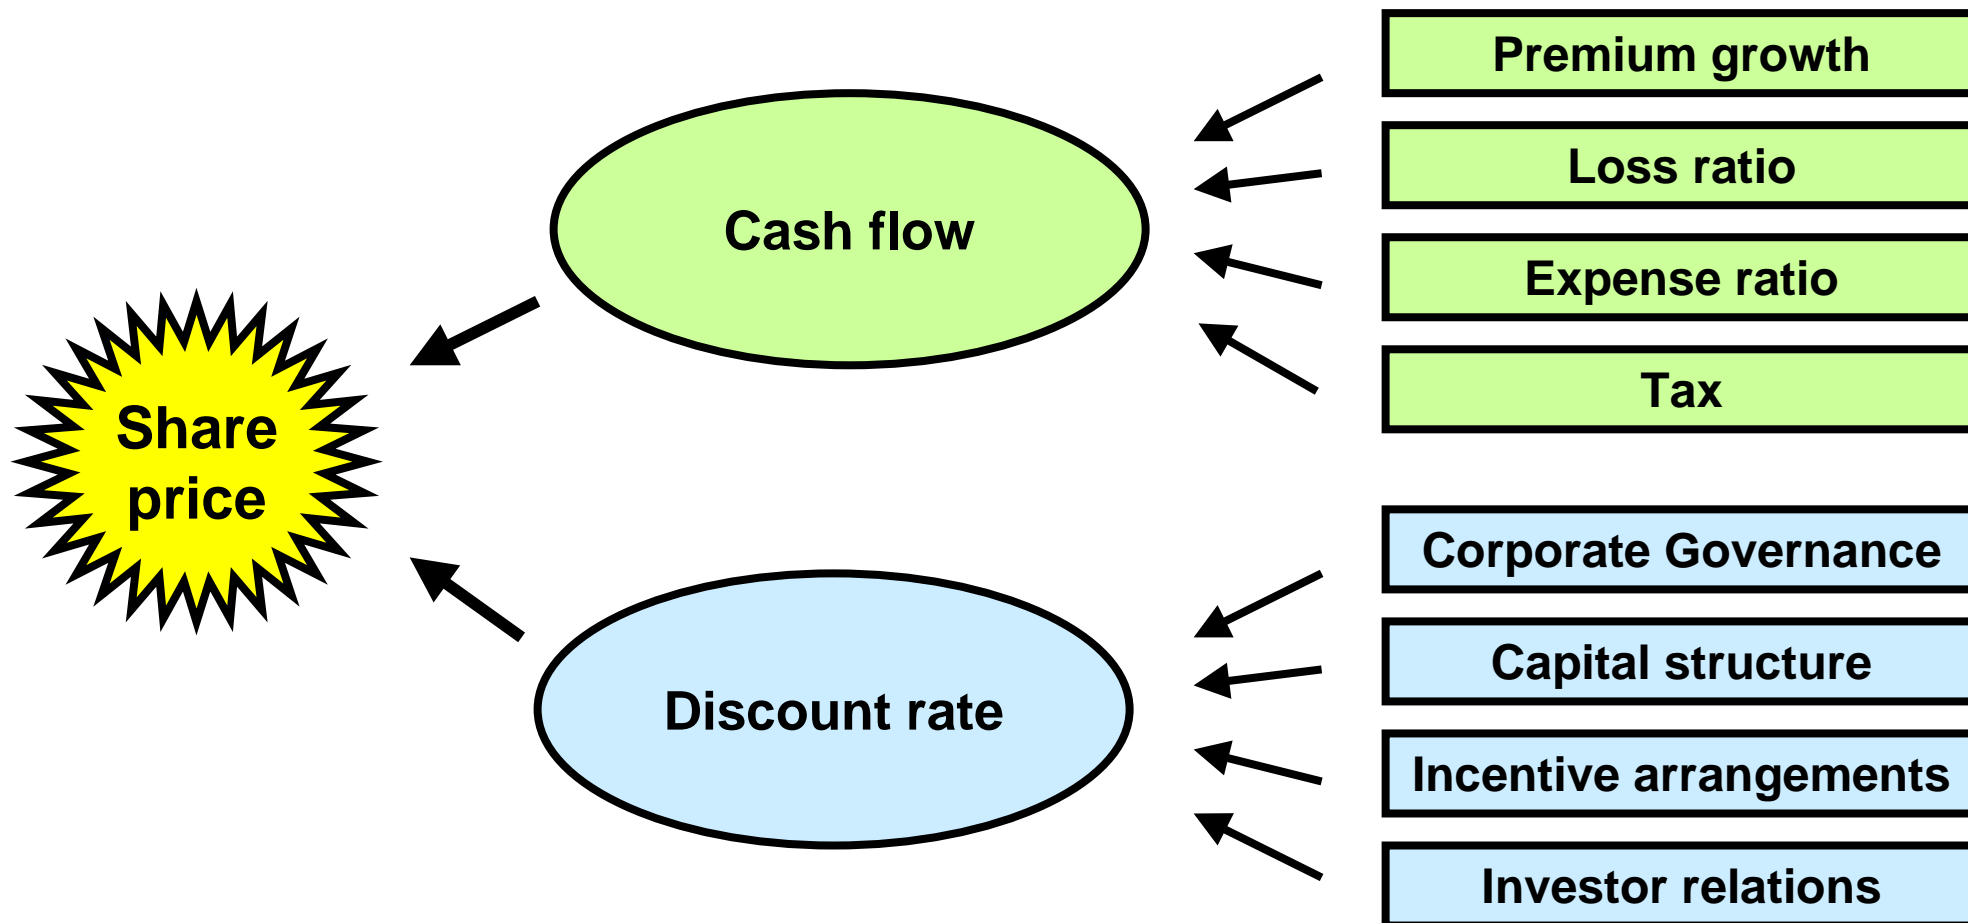 Premium growth
Loss ratio
Cash flow
Expense ratio
Tax
Share
price
Corporate Governance
Capital structure
Discount rate
Incentive arrangements
Investor relations